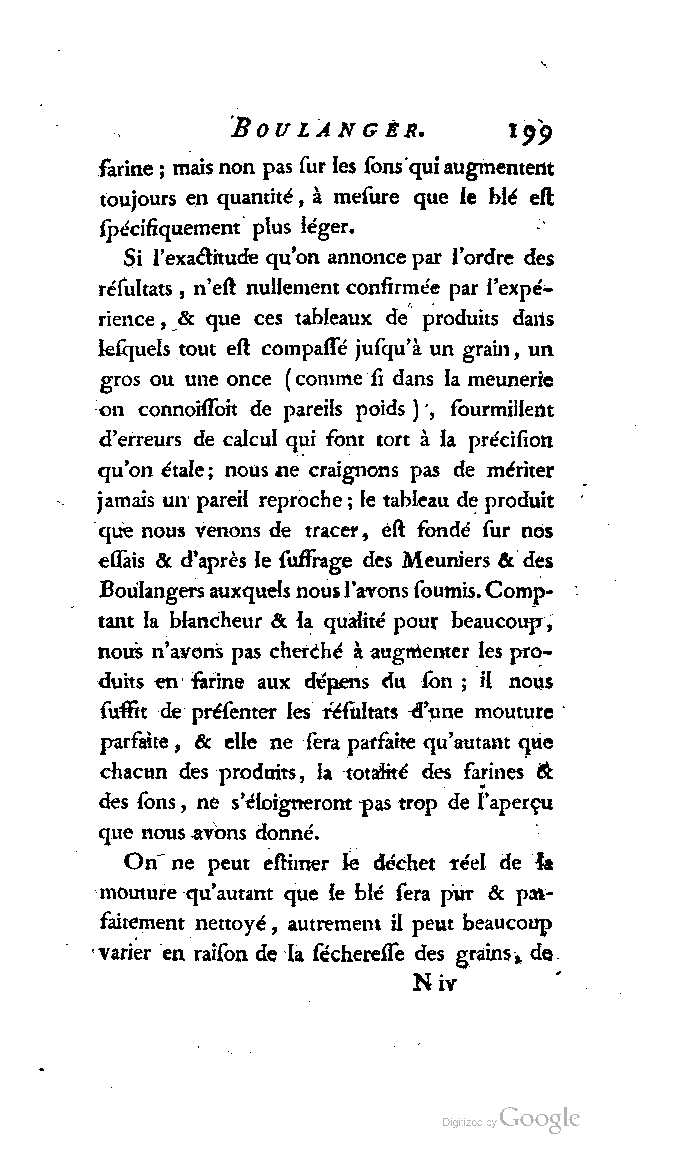 BOULANGER. 199
farine ; mais non pas ſur les ſons qui augmentent
toujours en quantité, à meſure que le blé eſt
ſpécifiquement plus léger.
Si l'exactitude qu'on annonce par l'ordre des
réſultats, n'eſt nullement confirmée par l'expé-
rience, & que ces tableaux de produits dans
leſquels tout eſt compaſſé juſqu'à un grain, un
gros ou une once (comme ſi dans la meunerie
on connoiſſoit de pareils poids), fourmillent
d'erreurs de calcul qui font tort à la préciſion
qu'on étale ; nous ne craignons pas de mériter
jamais un pareil reproche ; le tableau de produit
que nous venons de tracer, eſt fondé ſur nos
eſſais & d'après le ſuffrage des Meuniers & des
Boulangers auxquels nous l'avons ſoumis. Comp-
tant la blancheur & la qualité pour beaucoup,
nous n'avons pas cherché à augmenter les pro-
duits en farine aux dépens du ſon ; il nous
ſuffit de préſenter les réſultats d'une mouture
parfaite, & elle ne ſera parfaite qu'autant que
chacun des produits, la totalité des farines &
des ſons, ne s'éloigneront pas trop de l'aperçu
que nous avons donné.
On ne peut eſtimer le déchet réel de la
mouture qu'autant que le blé ſera pur & par-
faitement nettoyé, autrement il peut beaucoup
varier en raiſon de la ſéchereſſe des grains, de
N iv
Digitized by Google